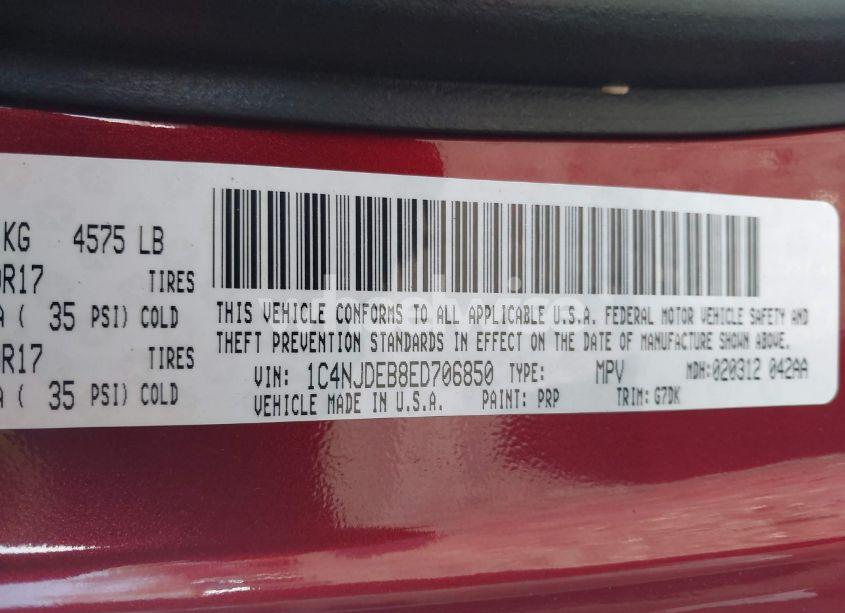 KG 4575 LB
R17 TIRES
A ( 35 PSI) COLD
R17 TIRES
A ( 35 PSI) COLD
THIS VEHICLE CONFORMS TO ALL APPLICABLE U.S.A. FEDERAL MOTOR VEHICLE SAFETY AND
THEFT PREVENTION STANDARDS IN EFFECT ON THE DATE OF MANUFACTURE SHOWN ABOVE.
VIN: 1C4NJDEB8ED706850 TYPE: MPV MDH: 020312 042AA
VEHICLE MADE IN U.S.A. PAINT: PRP TRIM: G7DK